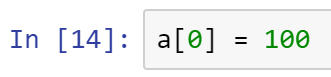 In [14]: a[0] = 100